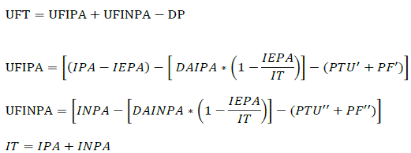 UFT = UFIPA + UFINPA − DP
UFIPA = [(IPA − IEPA) − [ DAIPA ∗ (1 − IEPA/IT)] − (PTU′ + PF′)]
UFINPA = [INPA − [DAINPA ∗ (1 − IEPA/IT)] − (PTU′′ + PF′′)]
IT = IPA + INPA